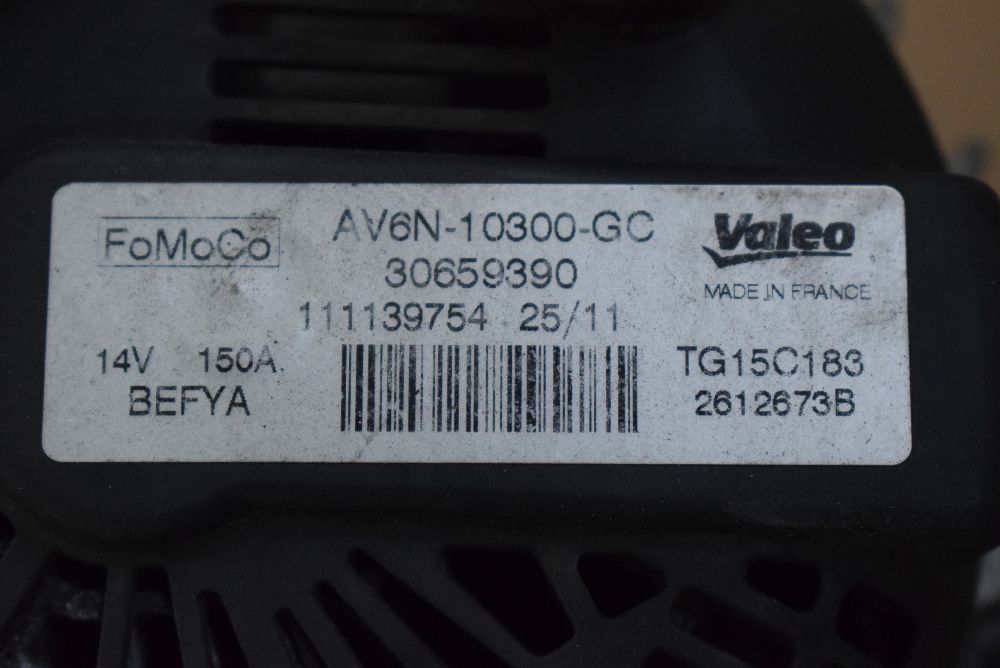 FoMoCo
AV6N-10300-GC
30659390
111139754 25/11
Valeo
MADE IN FRANCE
14V 150A
BEFYA
TG15C183
2612673B